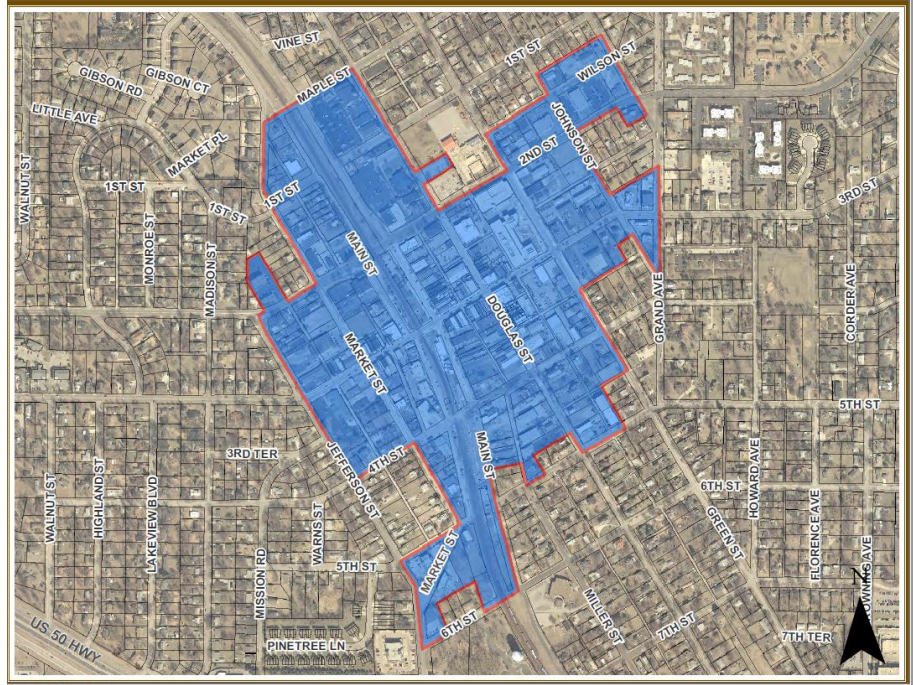 VINE ST
1ST ST
WILSON ST
GIBSON CT
GIBSON RD
MAPLE ST
LITTLE AVE
JOHNSON ST
MARKET PL
2ND ST
WALNUT ST
1ST ST
1ST ST
3RD ST
1ST ST
MONROE ST
MAIN ST
MADISON ST
GRAND AVE
CORDER AVE
DOUGLAS ST
MARKET ST
5TH ST
MAIN ST
3RD TER
4TH ST
JEFFERSON ST
HOWARD AVE
6TH ST
WALNUT ST
HIGHLAND ST
LAKEVIEW BLVD
WARNS ST
GREEN ST
FLORENCE AVE
MARKET ST
5TH ST
MISSION RD
N
MILLER ST
US 50 HWY
6TH ST
7TH ST
7TH TER
PINETREE LN